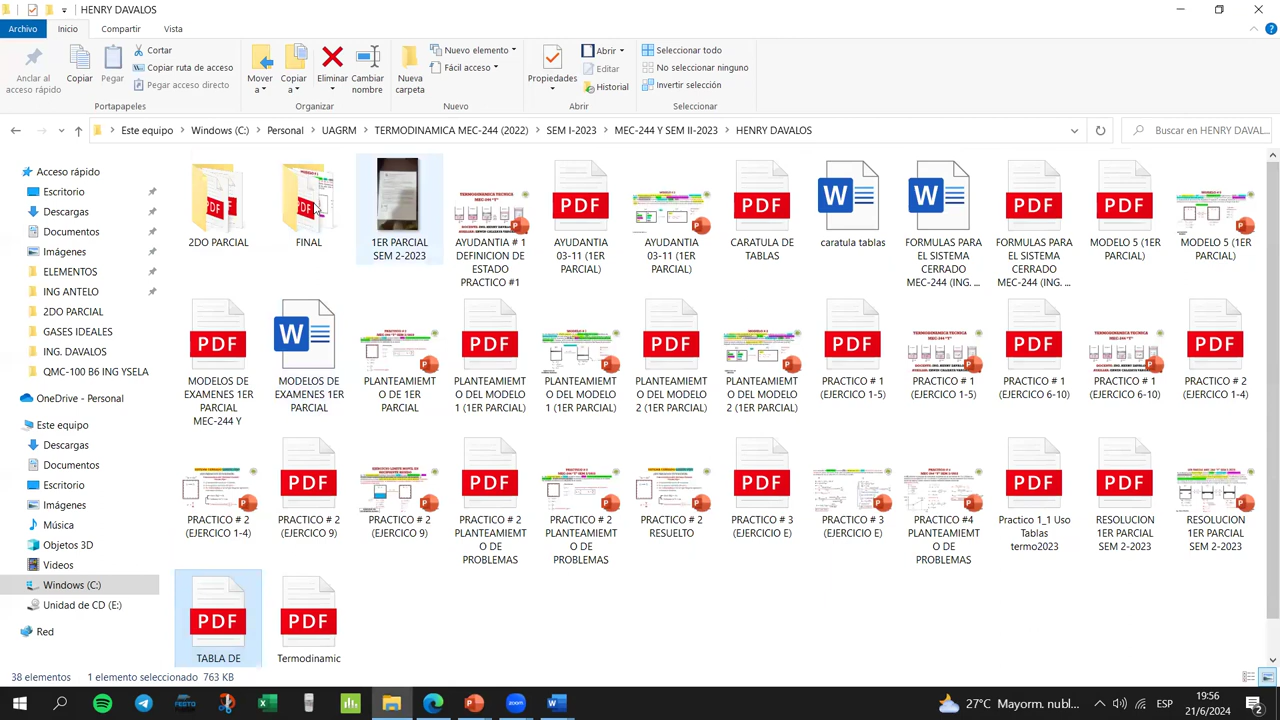 HENRY DAVALOS
Archivo Inicio Compartir Vista
Anclar al acceso rápido
Copiar
Pegar
Cortar
Copiar ruta de acceso
Pegar acceso directo
Portapapeles
Mover a
Copiar a
Eliminar
Cambiar nombre
Organizar
Nueva carpeta
Nuevo elemento
Fácil acceso
Nuevo
Propiedades
Abrir
Editar
Historial
Abrir
Seleccionar todo
No seleccionar ninguno
Invertir selección
Seleccionar
Este equipo > Windows (C:) > Personal > UAGRM > TERMODINAMICA MEC-244 (2022) > SEM I-2023 > MEC-244 Y SEM II-2023 > HENRY DAVALOS
Buscar en HENRY DAVAL...
Acceso rápido
Escritorio
Descargas
Documentos
Imágenes
ELEMENTOS
ING ANTELO
2DO PARCIAL
GASES IDEALES
ING. DAVALOS
QMC-100 B6 ING YSELA
OneDrive - Personal
Este equipo
Descargas
Documentos
Escritorio
Imágenes
Música
Objetos 3D
Videos
Windows (C:)
Unidad de CD (E:)
Red
2DO PARCIAL
FINAL
1ER PARCIAL
SEM 2-2023
AYUDANTIA # 1
DEFINICION DE
ESTADO
PRACTICO #1
AYUDANTIA
03-11 (1ER
PARCIAL)
AYUDANTIA
03-11 (1ER
PARCIAL)
CARATULA DE
TABLAS
caratula tablas
FORMULAS PARA
EL SISTEMA
CERRADO
MEC-244 (ING. ...
FORMULAS PARA
EL SISTEMA
CERRADO
MEC-244 (ING. ...
MODELO 5 (1ER
PARCIAL)
MODELO 5 (1ER
PARCIAL)
MODELOS DE
EXAMENES 1ER
PARCIAL
MEC-244 Y
MODELOS DE
EXAMENES 1ER
PARCIAL
PLANTEAMIEMT
O DE 1ER
PARCIAL
PLANTEAMIEMT
O DEL MODELO
1 (1ER PARCIAL)
PLANTEAMIEMT
O DEL MODELO
1 (1ER PARCIAL)
PLANTEAMIEMT
O DEL MODELO
2 (1ER PARCIAL)
PLANTEAMIEMT
O DEL MODELO
2 (1ER PARCIAL)
PRACTICO # 1
(EJERCICO 1-5)
PRACTICO # 1
(EJERCICO 1-5)
PRACTICO # 1
(EJERCICO 6-10)
PRACTICO # 1
(EJERCICO 6-10)
PRACTICO # 2
(EJERCICO 1-4)
PRACTICO # 2
(EJERCICO 1-4)
PRACTICO # 2
(EJERCICO 9)
PRACTICO # 2
(EJERCICO 9)
PRACTICO # 2
PLANTEAMIEMT
O DE
PROBLEMAS
PRACTICO # 2
PLANTEAMIEMT
O DE
PROBLEMAS
PRACTICO # 2
RESUELTO
PRACTICO # 3
(EJERCICIO E)
PRACTICO # 3
(EJERCICIO E)
PRACTICO #4
PLANTEAMIEMT
O DE
PROBLEMAS
Practico 1_1 Uso
Tablas
termo2023
RESOLUCION
1ER PARCIAL
SEM 2-2023
RESOLUCION
1ER PARCIAL
SEM 2-2023
TABLA DE
Termodinamic
38 elementos 1 elemento seleccionado 763 KB
27°C Mayorm. nubl... ESP 19:56
21/6/2024